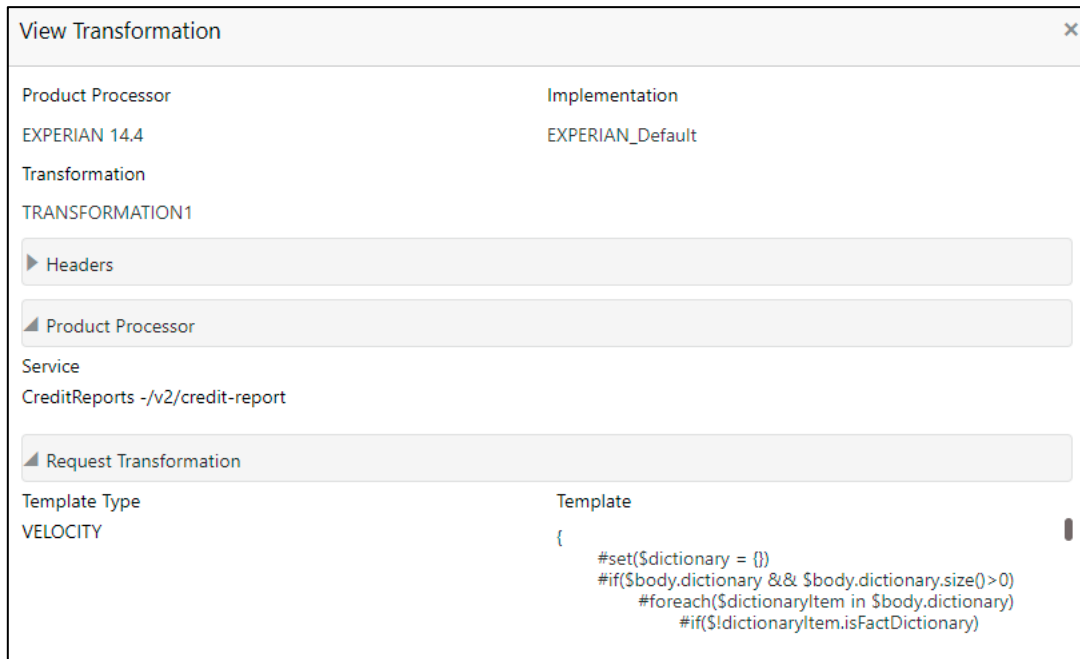 View Transformation
×
Product Processor
Implementation
EXPERIAN 14.4
EXPERIAN_Default
Transformation
TRANSFORMATION1
Headers
Product Processor
Service
CreditReports -/v2/credit-report
Request Transformation
Template Type
Template
VELOCITY
{
#set($dictionary = {})
#if($body.dictionary && $body.dictionary.size()>0)
#foreach($dictionaryItem in $body.dictionary)
#if($!dictionaryItem.isFactDictionary)